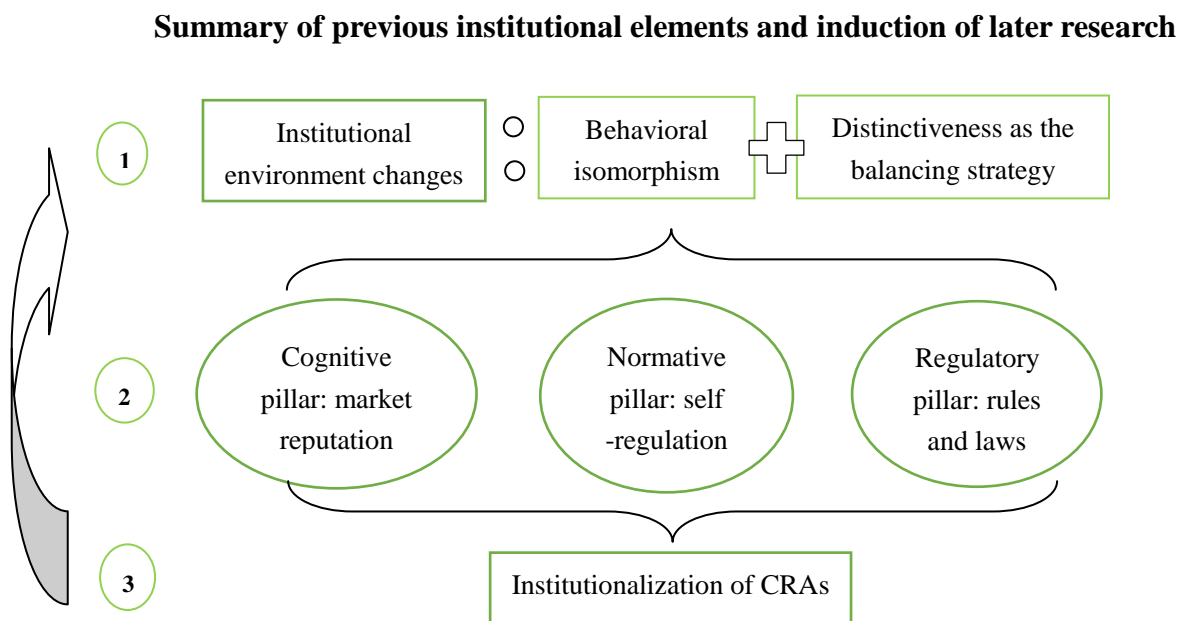 Summary of previous institutional elements and induction of later research
1
Institutional
environment changes
Behavioral
isomorphism
Distinctiveness as the
balancing strategy
2
Cognitive
pillar: market
reputation
Normative
pillar: self
-regulation
Regulatory
pillar: rules
and laws
3
Institutionalization of CRAs